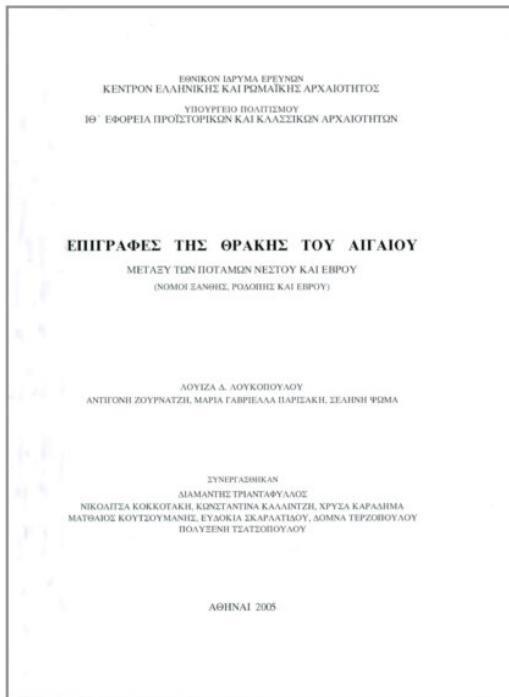 ΕΘΝΙΚΟΝ ΙΔΡΥΜΑ ΕΡΕΥΝΩΝ
ΚΕΝΤΡΟΝ ΕΛΛΗΝΙΚΗΣ ΚΑΙ ΡΩΜΑΪΚΗΣ ΑΡΧΑΙΟΤΗΤΟΣ
ΥΠΟΥΡΓΕΙΟ ΠΟΛΙΤΙΣΜΟΥ
ΙΘ΄ ΕΦΟΡΕΙΑ ΠΡΟΪΣΤΟΡΙΚΩΝ ΚΑΙ ΚΛΑΣΣΙΚΩΝ ΑΡΧΑΙΟΤΗΤΩΝ
ΕΠΙΓΡΑΦΕΣ ΤΗΣ ΘΡΑΚΗΣ ΤΟΥ ΑΙΓΑΙΟΥ
ΜΕΤΑΞΥ ΤΩΝ ΠΟΤΑΜΩΝ ΝΕΣΤΟΥ ΚΑΙ ΕΒΡΟΥ
(ΝΟΜΟΙ ΞΑΝΘΗΣ, ΡΟΔΟΠΗΣ ΚΑΙ ΕΒΡΟΥ)
ΛΟΥΙΖΑ Δ. ΛΟΥΚΟΠΟΥΛΟΥ
ΑΝΤΙΓΟΝΗ ΖΟΥΡΝΑΤΖΗ, ΜΑΡΙΑ ΓΑΒΡΙΕΛΛΑ ΠΑΡΙΣΑΚΗ, ΣΕΛΗΝΗ ΨΩΜΑ
ΣΥΝΕΡΓΑΣΘΗΚΑΝ
ΔΙΑΜΑΝΤΗΣ ΤΡΙΑΝΤΑΦΥΛΛΟΣ
ΝΙΚΟΛΙΤΣΑ ΚΟΚΚΟΤΑΚΗ, ΚΩΝΣΤΑΝΤΙΝΑ ΚΑΛΛΙΝΤΖΗ, ΧΡΥΣΑ ΚΑΡΑΔΗΜΑ
ΜΑΤΘΑΙΟΣ ΚΟΥΤΣΟΥΜΑΝΗΣ, ΕΥΔΟΚΙΑ ΣΚΑΡΛΑΤΙΔΟΥ, ΔΟΜΝΑ ΤΕΡΖΟΠΟΥΛΟΥ
ΠΟΛΥΞΕΝΗ ΤΣΑΤΣΟΠΟΥΛΟΥ
ΑΘΗΝΑΙ 2005